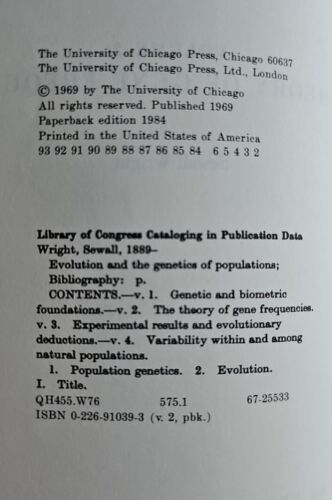 The University of Chicago Press, Chicago 60637
The University of Chicago Press, Ltd., London
© 1969 by The University of Chicago
All rights reserved. Published 1969
Paperback edition 1984
Printed in the United States of America
93 92 91 90 89 88 87 86 85 84 6 5 4 3 2
Library of Congress Cataloging in Publication Data
Wright, Sewall, 1889–
Evolution and the genetics of populations;
Bibliography: p.
CONTENTS.—v. 1. Genetic and biometric
foundations.—v. 2. The theory of gene frequencies.
v. 3. Experimental results and evolutionary
deductions.—v. 4. Variability within and among
natural populations.
1. Population genetics. 2. Evolution.
I. Title.
QH455.W76 575.1 67-25533
ISBN 0-226-91039-3 (v. 2, pbk.)